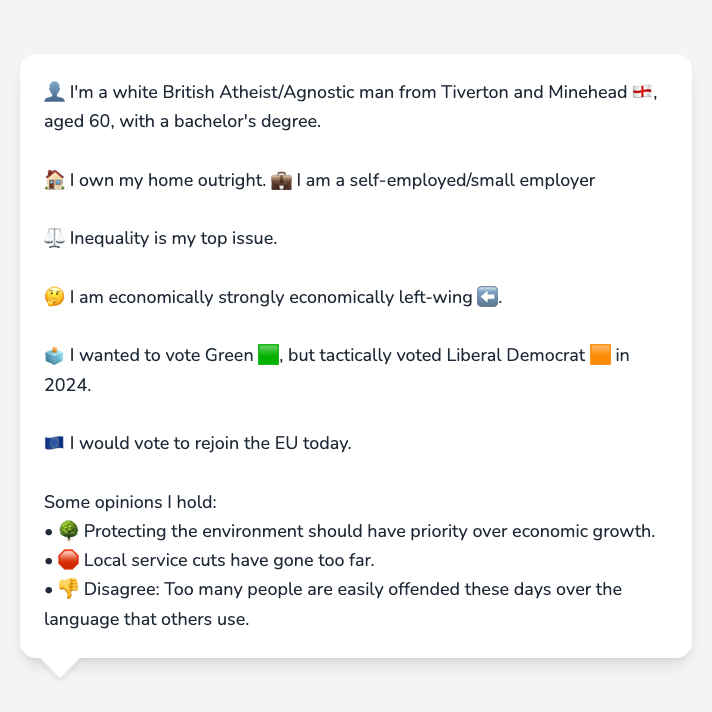 👤 I'm a white British Atheist/Agnostic man from Tiverton and Minehead 🏴󠁧󠁢󠁥󠁮󠁧󠁿,
aged 60, with a bachelor's degree.
🏠 I own my home outright. 💼 I am a self-employed/small employer
⚖️ Inequality is my top issue.
🤔 I am economically strongly economically left-wing ⬅️.
🗳️ I wanted to vote Green 🟩, but tactically voted Liberal Democrat 🟧 in
2024.
🇪🇺 I would vote to rejoin the EU today.
Some opinions I hold:
• 🌳 Protecting the environment should have priority over economic growth.
• 🛑 Local service cuts have gone too far.
• 👎 Disagree: Too many people are easily offended these days over the
language that others use.